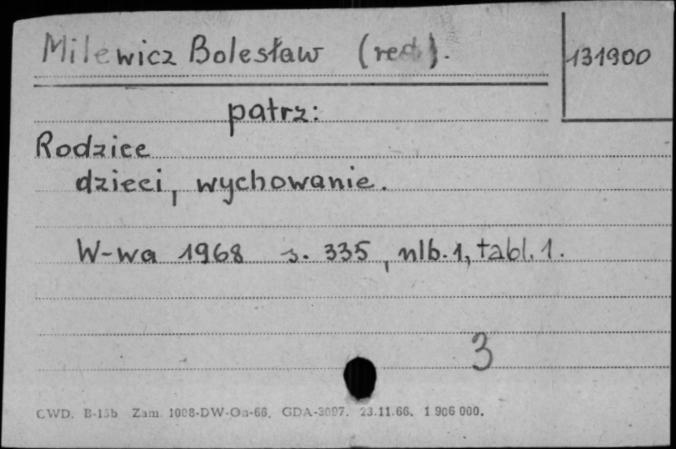 Milewicz Bolesław (red).
131900
patrz:
Rodzice
dzieci, wychowanie.
W-wa 1968 s. 335, nlb. 1, tabl. 1.
3
CWD. B-15b Zam. 1008-DW-Oa-66. GDA-3097. 23.11.66. 1 906 000.